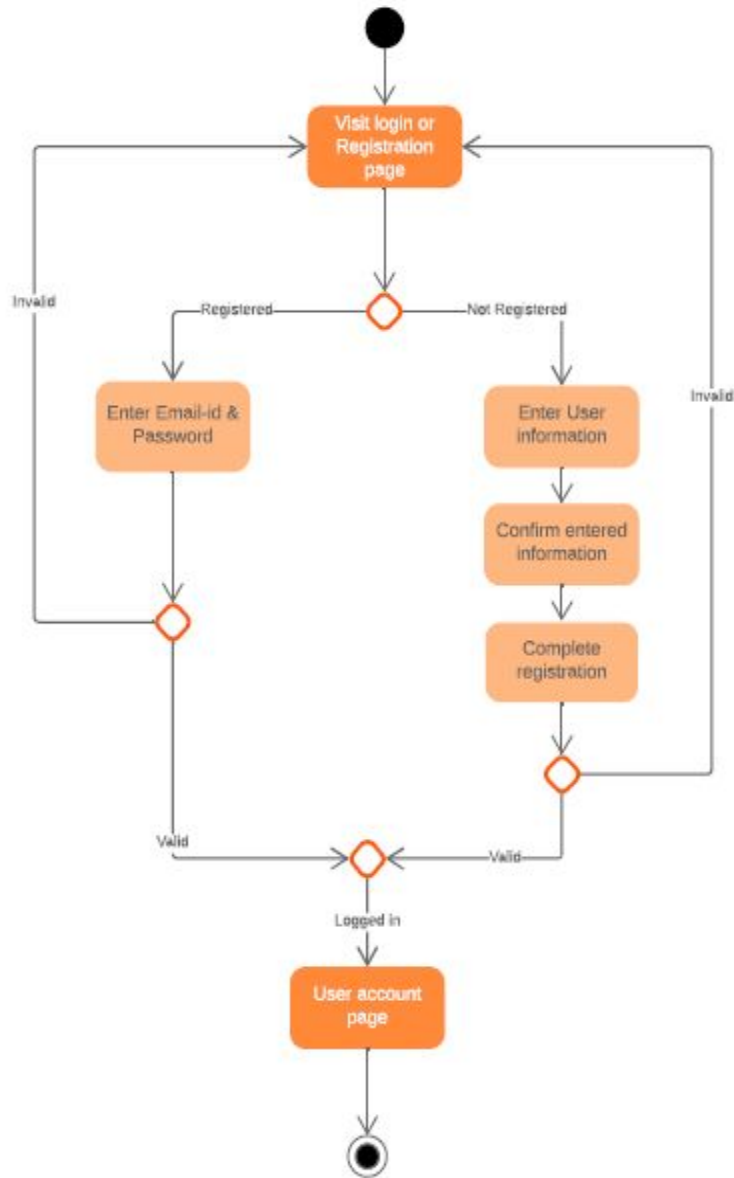 Visit login or
Registration
page
Invalid
Registered
Not Registered
Enter Email-id &
Password
Enter User
information
Invalid
Confirm entered
information
Complete
registration
Valid
Valid
Logged in
User account
page